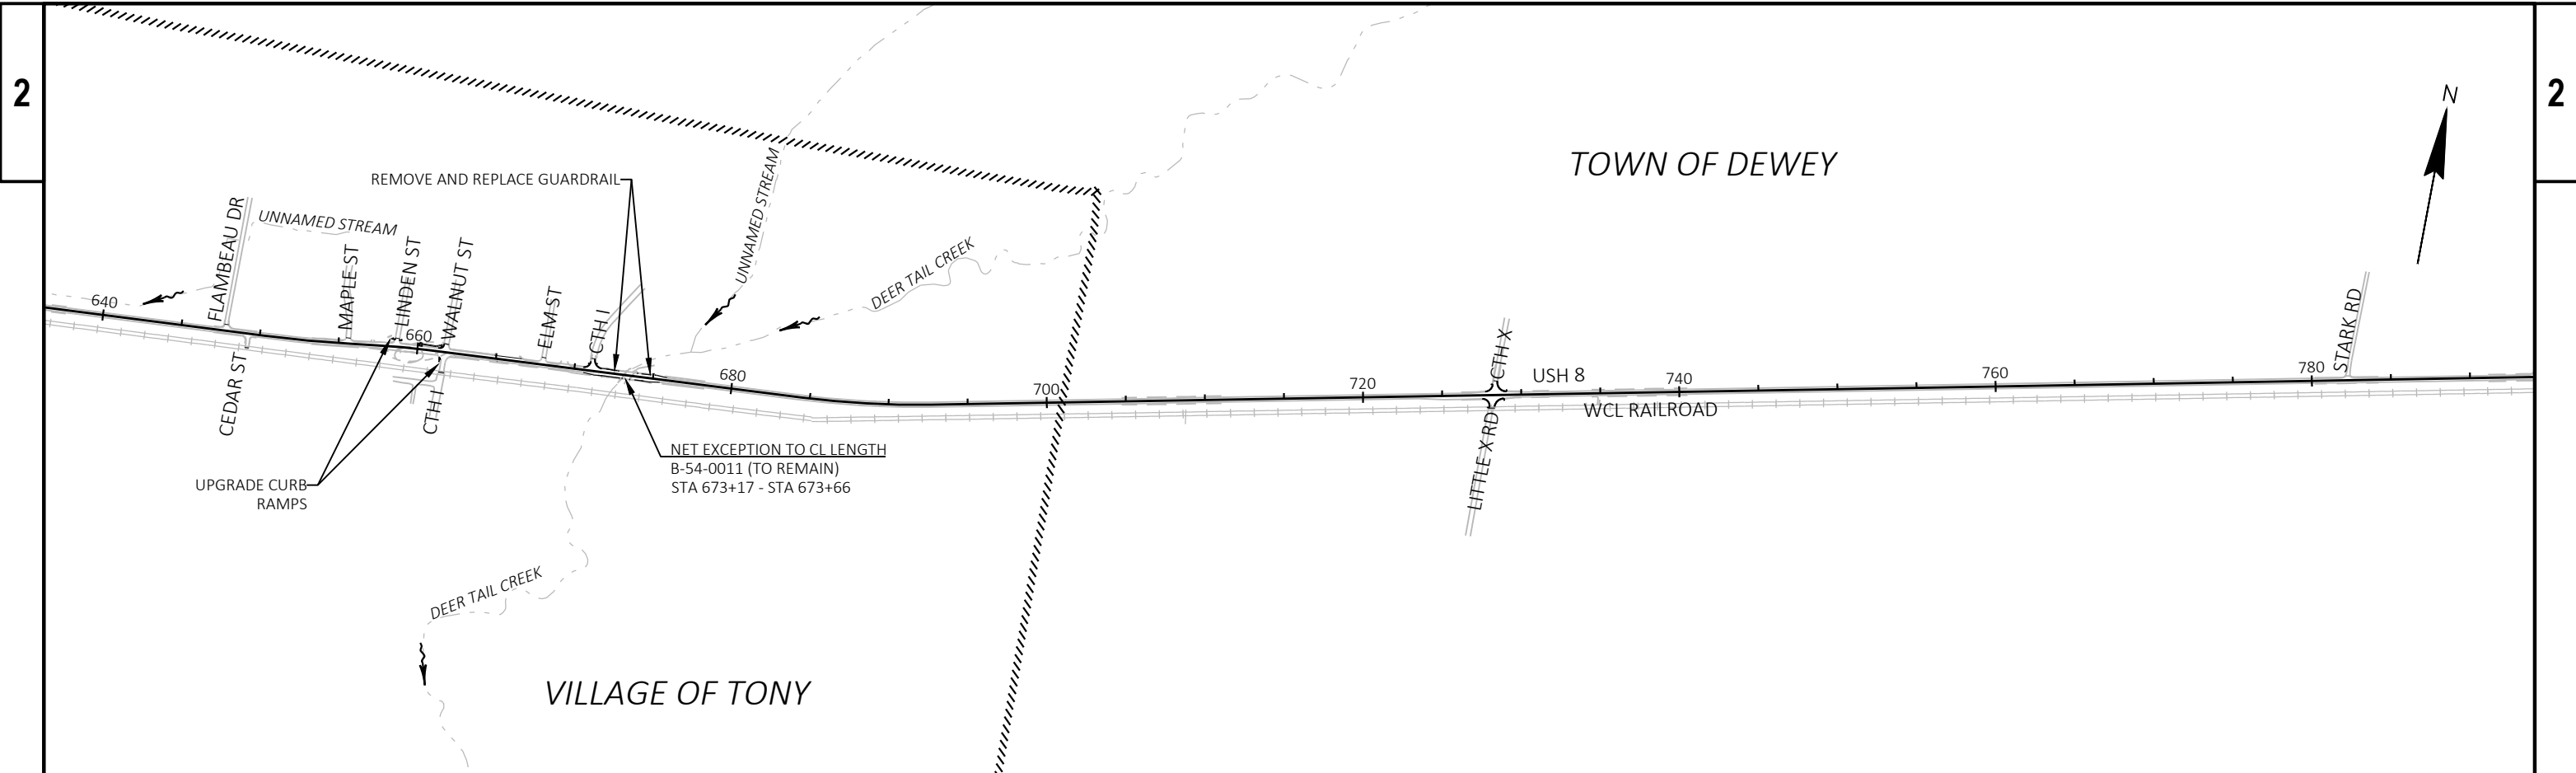 2
2
N
TOWN OF DEWEY
REMOVE AND REPLACE GUARDRAIL
UNNAMED STREAM
FLAMBEAU DR
UNNAMED STREAM
MAPLE ST
LINDEN ST
WALNUT ST
DEER TAIL CREEK
ELM ST
CTH I
STARK RD
640
660
680
700
720
740
760
780
CTH X
USH 8
WCL RAILROAD
CEDAR ST
CTH I
LITTLE X RD
NET EXCEPTION TO CL LENGTH
B-54-0011 (TO REMAIN)
STA 673+17 - STA 673+66
UPGRADE CURB
RAMPS
DEER TAIL CREEK
VILLAGE OF TONY